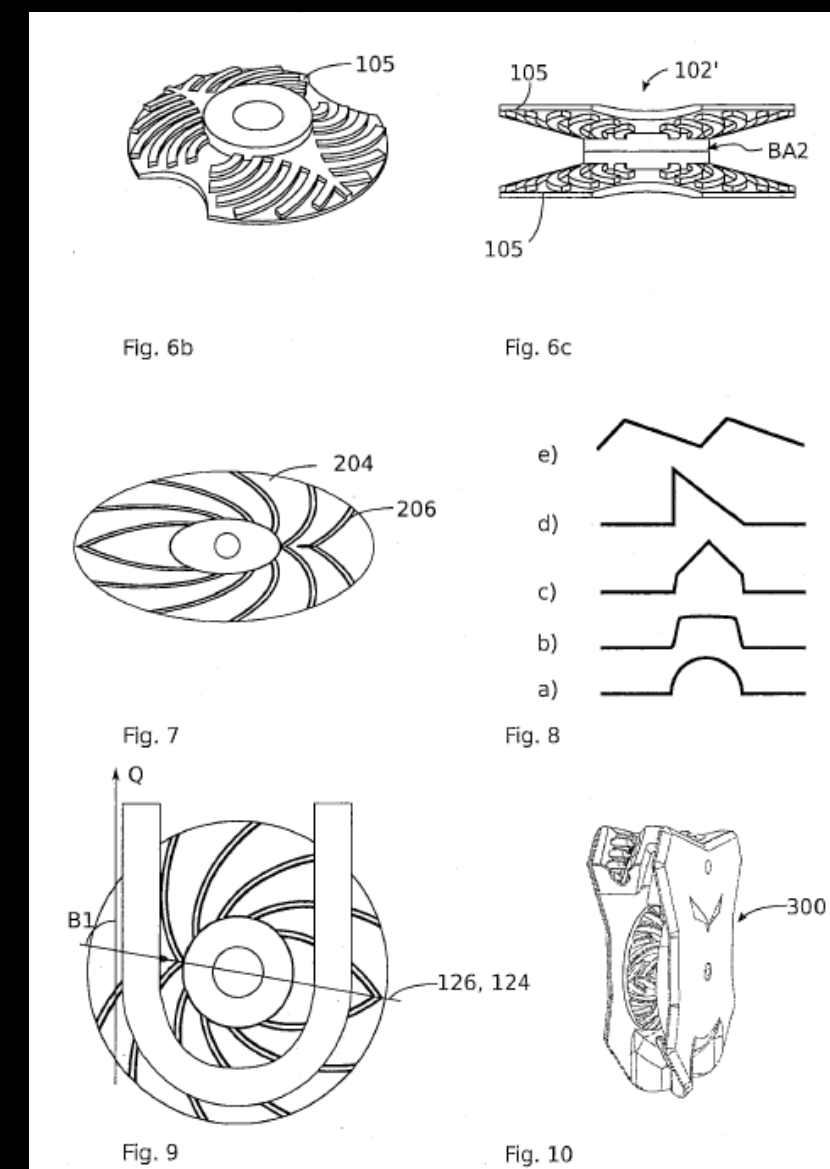 105
105
102'
BA2
105
Fig. 6b
Fig. 6c
204
206
Fig. 7
e)
d)
c)
b)
a)
Fig. 8
Q
B1
126, 124
Fig. 9
300
Fig. 10